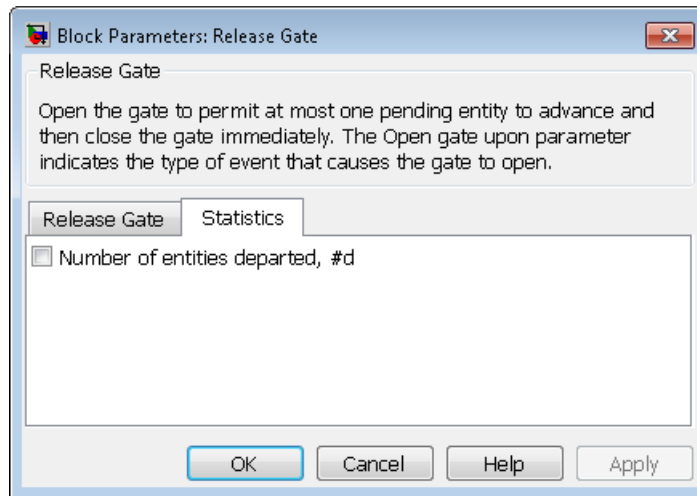 Block Parameters: Release Gate
Release Gate
Open the gate to permit at most one pending entity to advance and
then close the gate immediately. The Open gate upon parameter
indicates the type of event that causes the gate to open.
Release Gate
Statistics
Number of entities departed, #d
OK
Cancel
Help
Apply